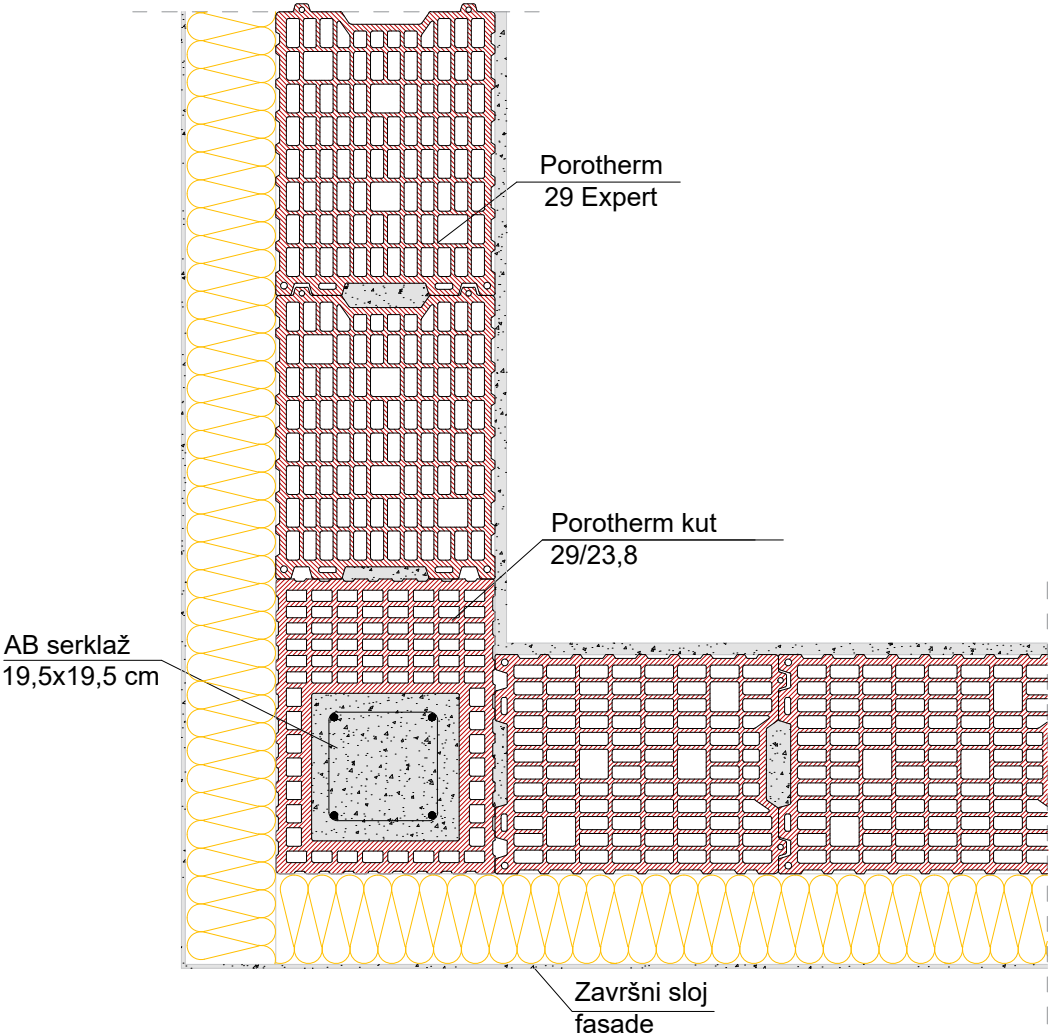 Porotherm
29 Expert
Porotherm kut
29/23,8
AB serklaž
19,5x19,5 cm
Završni sloj
fasade